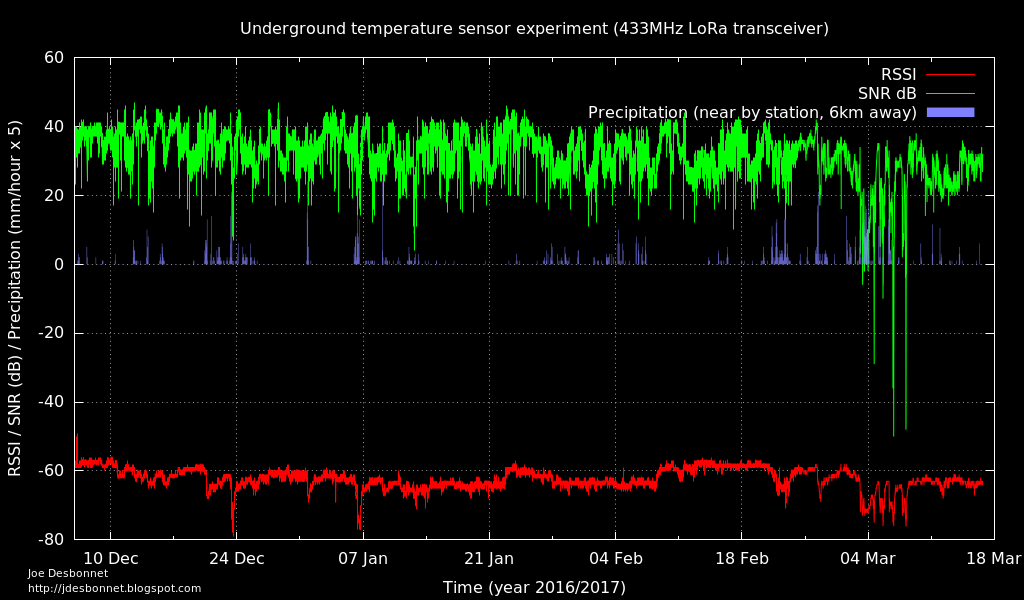 Underground temperature sensor experiment (433MHz LoRa transceiver)
RSSI
SNR dB
Precipitation (near by station, 6km away)
RSSI / SNR (dB) / Precipitation (mm/hour x 5)
60
40
20
0
-20
-40
-60
-80
10 Dec 24 Dec 07 Jan 21 Jan 04 Feb 18 Feb 04 Mar 18 Mar
Time (year 2016/2017)
Joe Desbonnet
http://jdesbonnet.blogspot.com